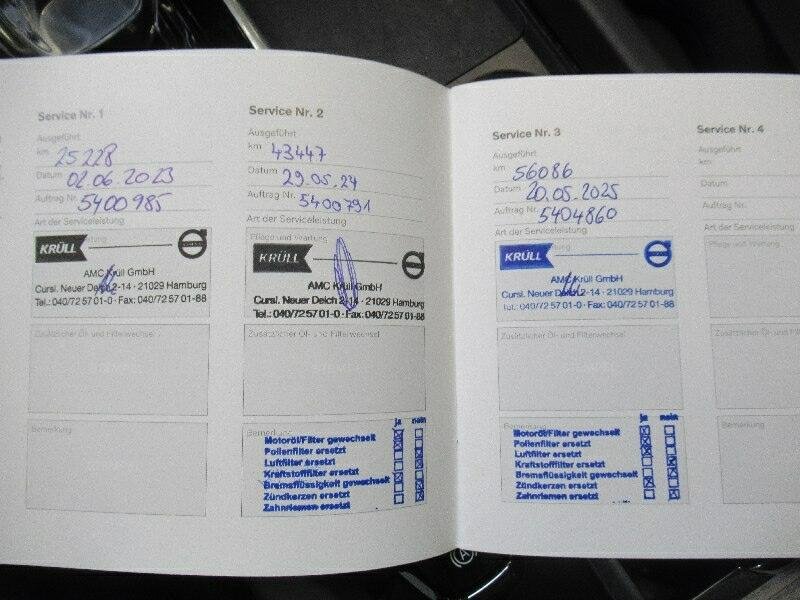 Service Nr. 1
Ausgeführt
km 25228
Datum 02.06.2023
Auftrag Nr. 5400985
Art der Serviceleistung
KRÜLL
AMC Krüll GmbH
Cursl. Neuer Deich 2-14 · 21029 Hamburg
Tel.: 040/72 57 01-0 · Fax: 040/72 57 01-88
Zusätzlicher Öl- und Filterwechsel
Bemerkung
Service Nr. 2
Ausgeführt
km 43447
Datum 29.05.24
Auftrag Nr. 5400791
Art der Serviceleistung
Pflege und Wartung
KRÜLL
AMC Krüll GmbH
Cursl. Neuer Deich 2-14 · 21029 Hamburg
Tel.: 040/72 57 01-0 · Fax: 040/72 57 01-88
Zusätzlicher Öl- und Filterwechsel
Bemerkung
ja nein
Motoröl/Filter gewechselt
Pollenfilter ersetzt
Luftfilter ersetzt
Kraftstofffilter ersetzt
Bremsflüssigkeit gewechselt
Zündkerzen ersetzt
Zahnriemen ersetzt
Service Nr. 3
Ausgeführt
km 56086
Datum 20.05.2025
Auftrag Nr. 5404860
Art der Serviceleistung
KRÜLL
AMC Krüll GmbH
Cursl. Neuer Deich 2-14 · 21029 Hamburg
Tel.: 040/72 57 01-0 · Fax: 040/72 57 01-88
Zusätzlicher Öl- und Filterwechsel
Bemerkung
ja nein
Motoröl/Filter gewechselt
Pollenfilter ersetzt
Luftfilter ersetzt
Kraftstofffilter ersetzt
Bremsflüssigkeit gewechselt
Zündkerzen ersetzt
Zahnriemen ersetzt
Service Nr. 4
Ausgeführt
km
Datum
Auftrag Nr.
Art der Serviceleistung
Pflege und Wartung
Zusätzlicher Öl- und
Bemerkung